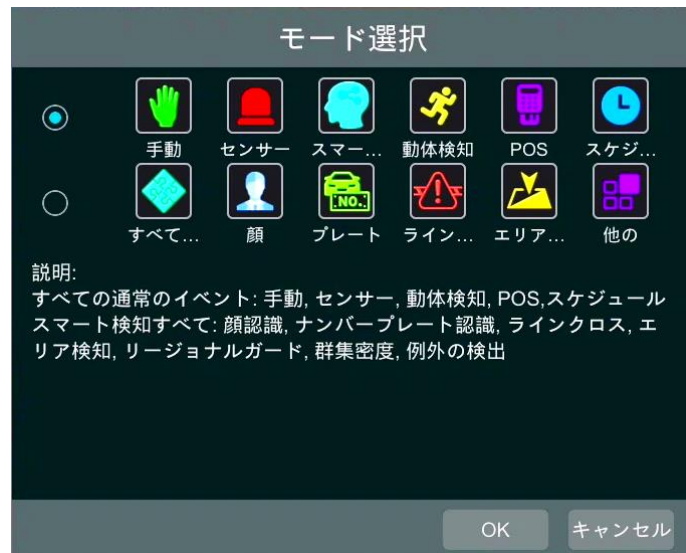 モード選択
手動 センサー スマー... 動体検知 POS スケジ...
NO.
すべて... 顔 プレート ライン... エリア... 他の
説明:
すべての通常のイベント: 手動, センサー, 動体検知, POS,スケジュール
スマート検知すべて: 顔認識, ナンバープレート認識, ラインクロス, エ
リア検知, リージョナルガード, 群集密度, 例外の検出
OK キャンセル